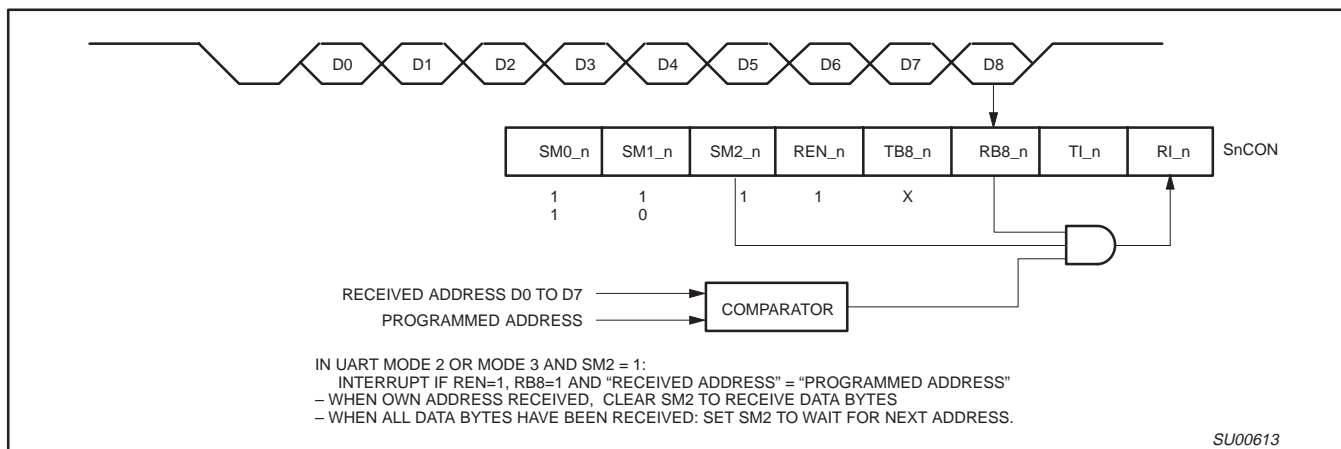 D0 D1 D2 D3 D4 D5 D6 D7 D8
SM0_n SM1_n SM2_n REN_n TB8_n RB8_n TI_n RI_n SnCON
1 1 1 1 X
1 0
RECEIVED ADDRESS D0 TO D7
PROGRAMMED ADDRESS
COMPARATOR
IN UART MODE 2 OR MODE 3 AND SM2 = 1:
INTERRUPT IF REN=1, RB8=1 AND “RECEIVED ADDRESS” = “PROGRAMMED ADDRESS”
– WHEN OWN ADDRESS RECEIVED, CLEAR SM2 TO RECEIVE DATA BYTES
– WHEN ALL DATA BYTES HAVE BEEN RECEIVED: SET SM2 TO WAIT FOR NEXT ADDRESS.
SU00613